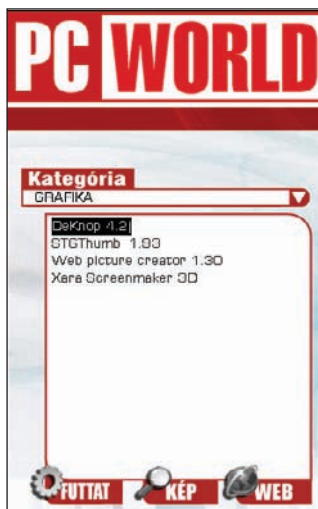 PC WORLD
Kategória
GRAFIKA
DeKnop 4.2
STGThumb 1.93
Web picture creator 1.30
Xara Screenmaker 3D
FUTTAT KÉP WEB